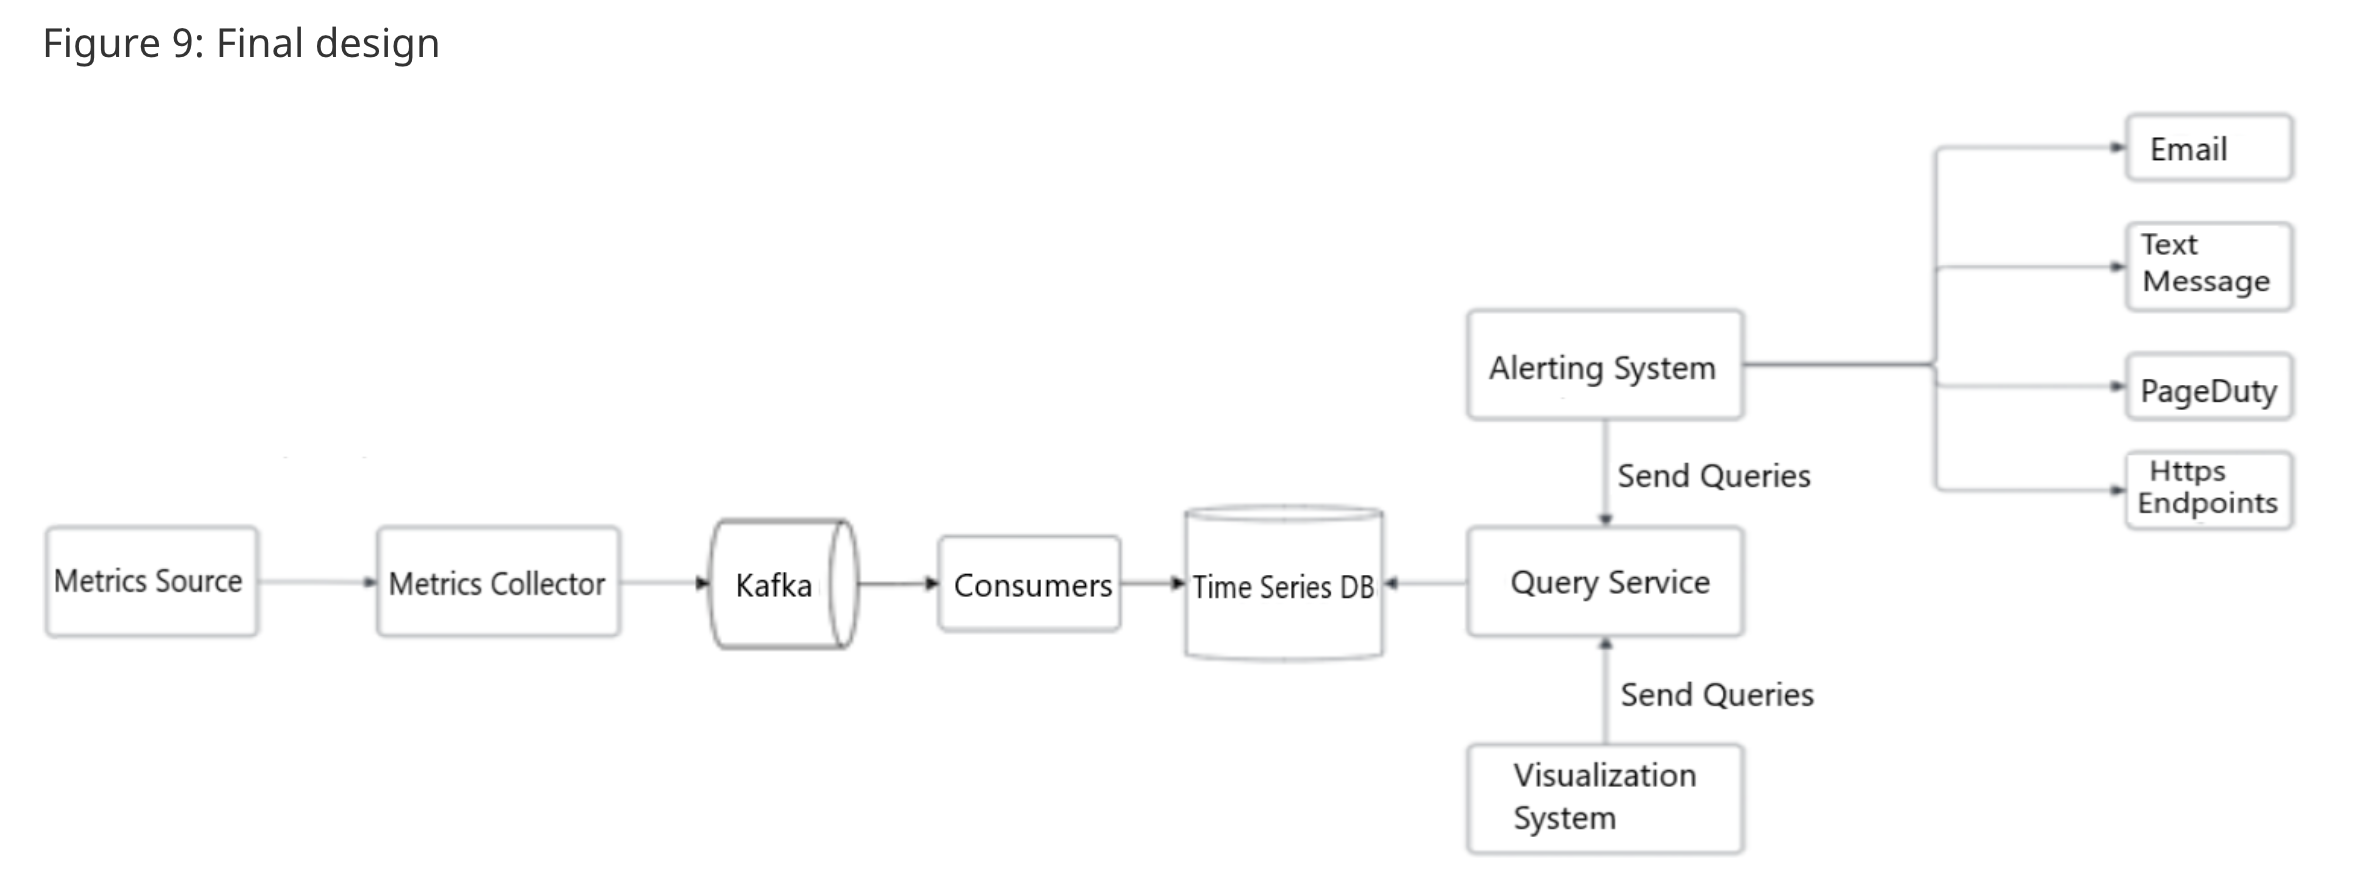 Figure 9: Final design
Email
Text
Message
Alerting System
PageDuty
Send Queries
Https
Endpoints
Metrics Source
Metrics Collector
Kafka
Consumers
Time Series DB
Query Service
Send Queries
Visualization
System